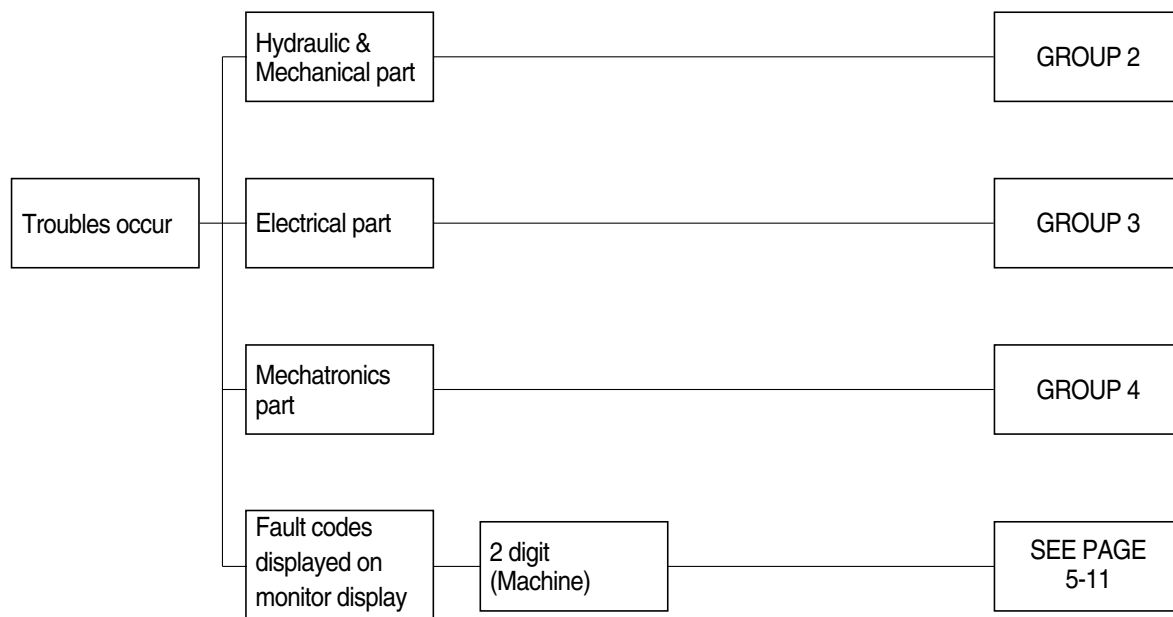 Hydraulic &
Mechanical part
GROUP 2
Troubles occur
Electrical part
GROUP 3
Mechatronics
part
GROUP 4
Fault codes
displayed on
monitor display
2 digit
(Machine)
SEE PAGE
5-11